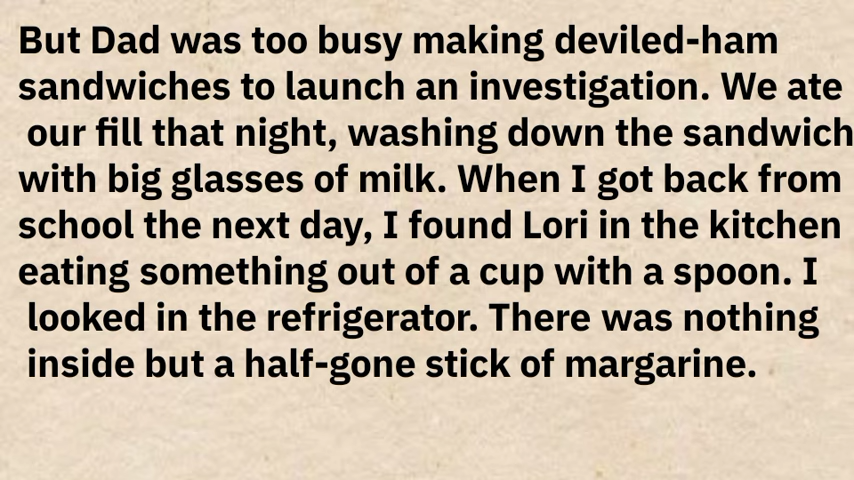 But Dad was too busy making deviled-ham
sandwiches to launch an investigation. We ate
our fill that night, washing down the sandwich
with big glasses of milk. When I got back from
school the next day, I found Lori in the kitchen
eating something out of a cup with a spoon. I
looked in the refrigerator. There was nothing
inside but a half-gone stick of margarine.